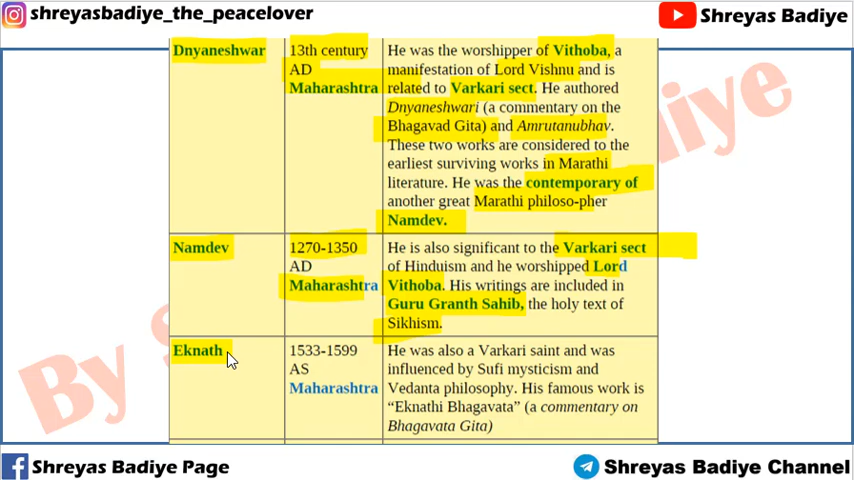 shreyasbadiye_the_peacelover
Shreyas Badiye
Dnyaneshwar
13th century
AD
Maharashtra
He was the worshipper of Vithoba, a
manifestation of Lord Vishnu and is
related to Varkari sect. He authored
Dnyaneshwari (a commentary on the
Bhagavad Gita) and Amrutanubhav.
These two works are considered to the
earliest surviving works in Marathi
literature. He was the contemporary of
another great Marathi philoso-pher
Namdev.
Namdev
1270-1350
AD
Maharashtra
He is also significant to the Varkari sect
of Hinduism and he worshipped Lord
Vithoba. His writings are included in
Guru Granth Sahib, the holy text of
Sikhism.
Eknath
1533-1599
AS
Maharashtra
He was also a Varkari saint and was
influenced by Sufi mysticism and
Vedanta philosophy. His famous work is
“Eknathi Bhagavata” (a commentary on
Bhagavata Gita)
Shreyas Badiye Page
Shreyas Badiye Channel